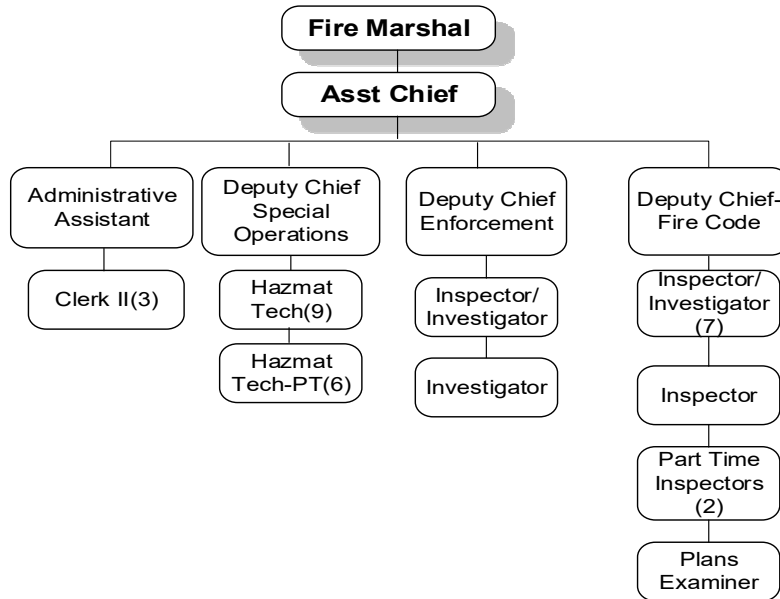 Fire Marshal
Asst Chief
Administrative
Assistant
Deputy Chief
Special
Operations
Deputy Chief
Enforcement
Deputy Chief-
Fire Code
Clerk II(3)
Hazmat
Tech(9)
Inspector/
Investigator
Inspector/
Investigator
(7)
Hazmat
Tech-PT(6)
Investigator
Inspector
Part Time
Inspectors
(2)
Plans
Examiner